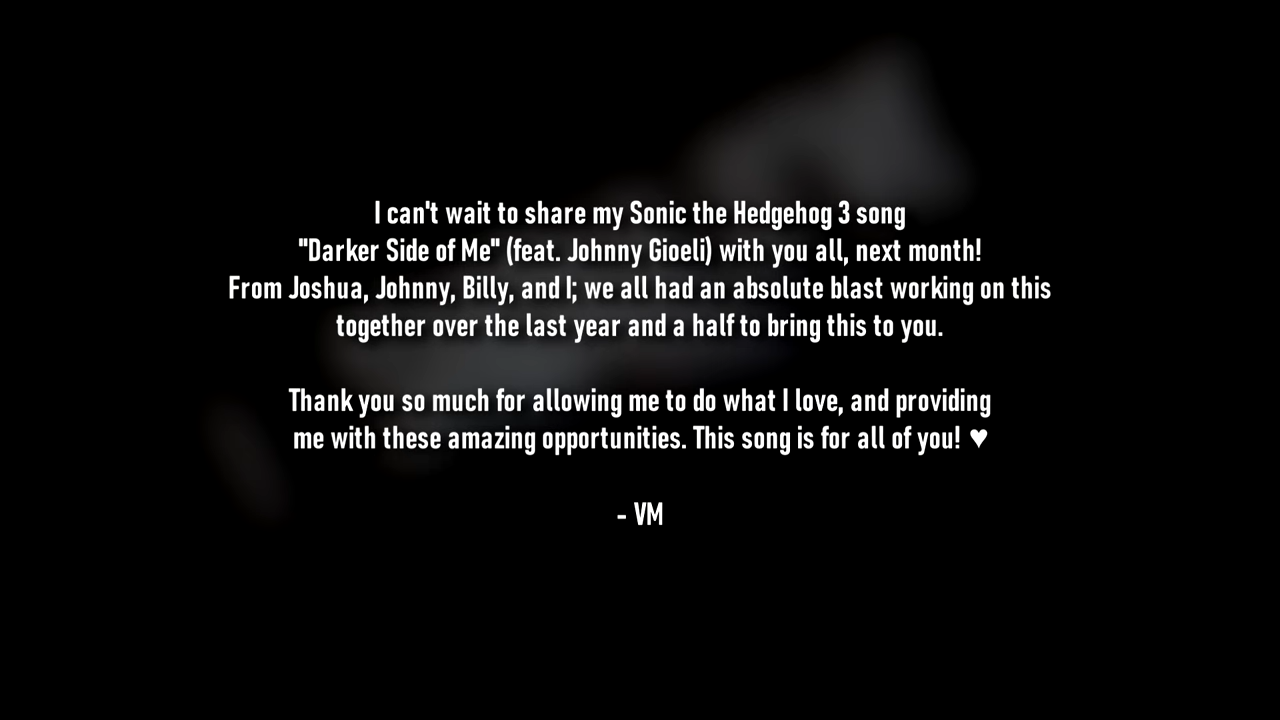 I can't wait to share my Sonic the Hedgehog 3 song
"Darker Side of Me" (feat. Johnny Gioeli) with you all, next month!
From Joshua, Johnny, Billy, and I; we all had an absolute blast working on this
together over the last year and a half to bring this to you.
Thank you so much for allowing me to do what I love, and providing
me with these amazing opportunities. This song is for all of you! ♥
- VM